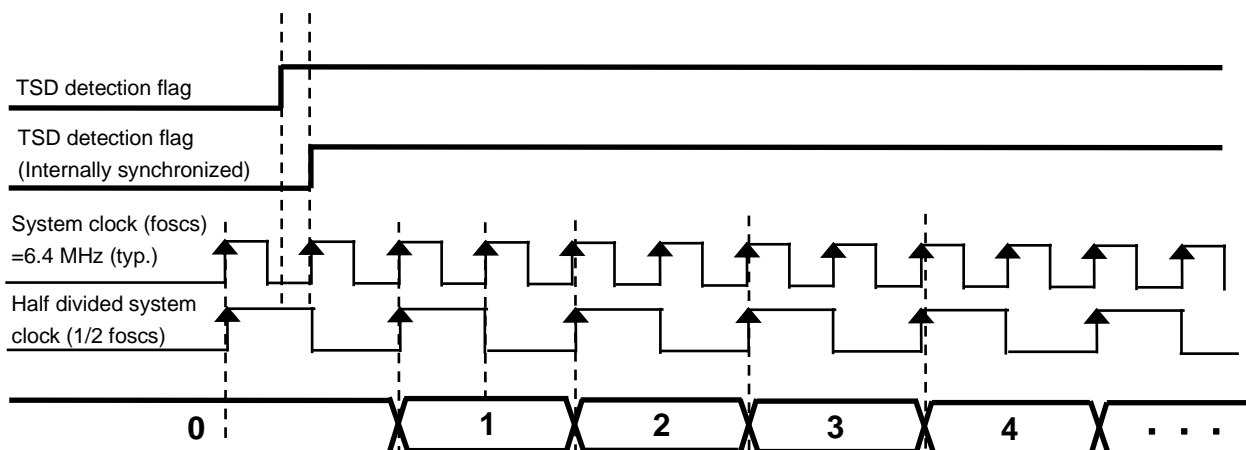 TSD detection flag
TSD detection flag
(Internally synchronized)
System clock (foscs)
=6.4 MHz (typ.)
Half divided system
clock (1/2 foscs)
0 1 2 3 4 . . .